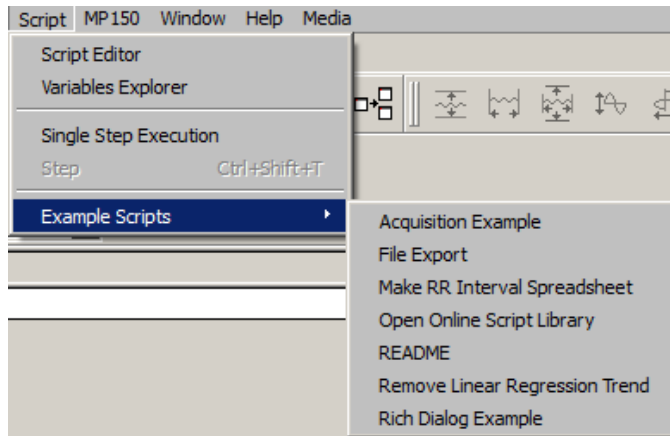 Script MP150 Window Help Media
Script Editor
Variables Explorer
Single Step Execution
Step Ctrl+Shift+T
Example Scripts
Acquisition Example
File Export
Make RR Interval Spreadsheet
Open Online Script Library
README
Remove Linear Regression Trend
Rich Dialog Example